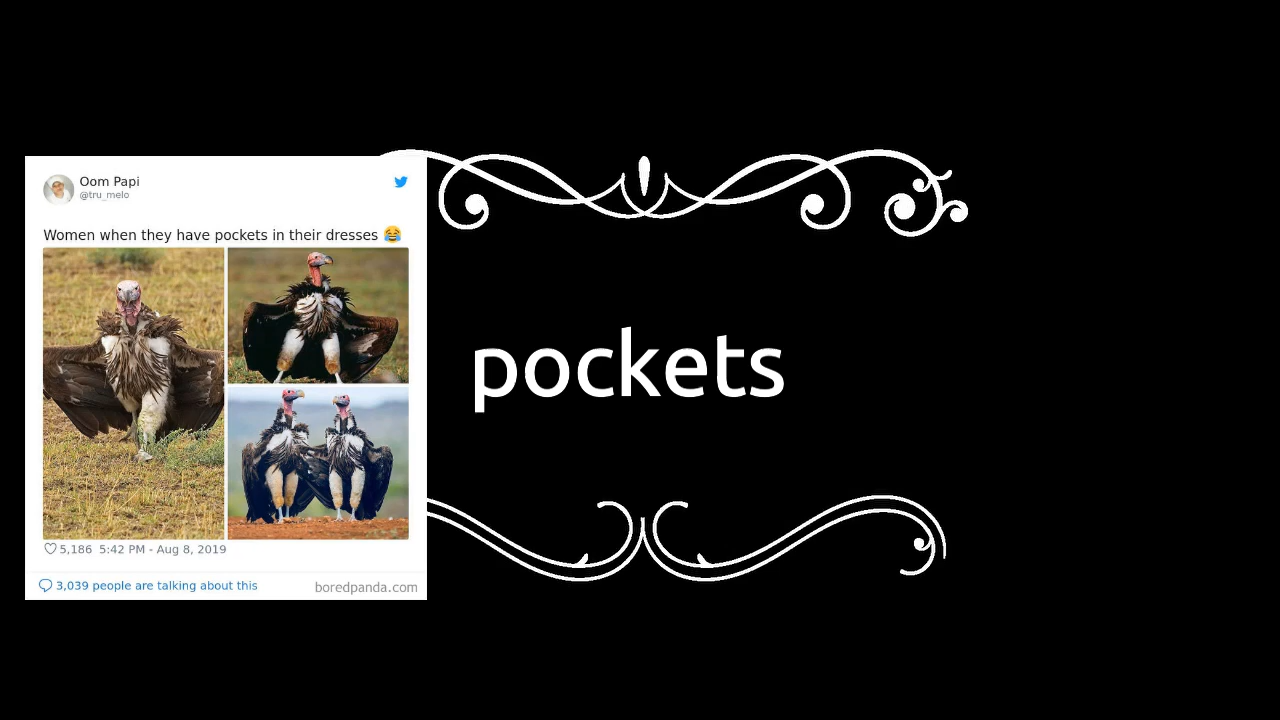 Oom Papi
@tru_melo
Women when they have pockets in their dresses 😂
5,186 5:42 PM - Aug 8, 2019
3,039 people are talking about this
boredpanda.com
pockets